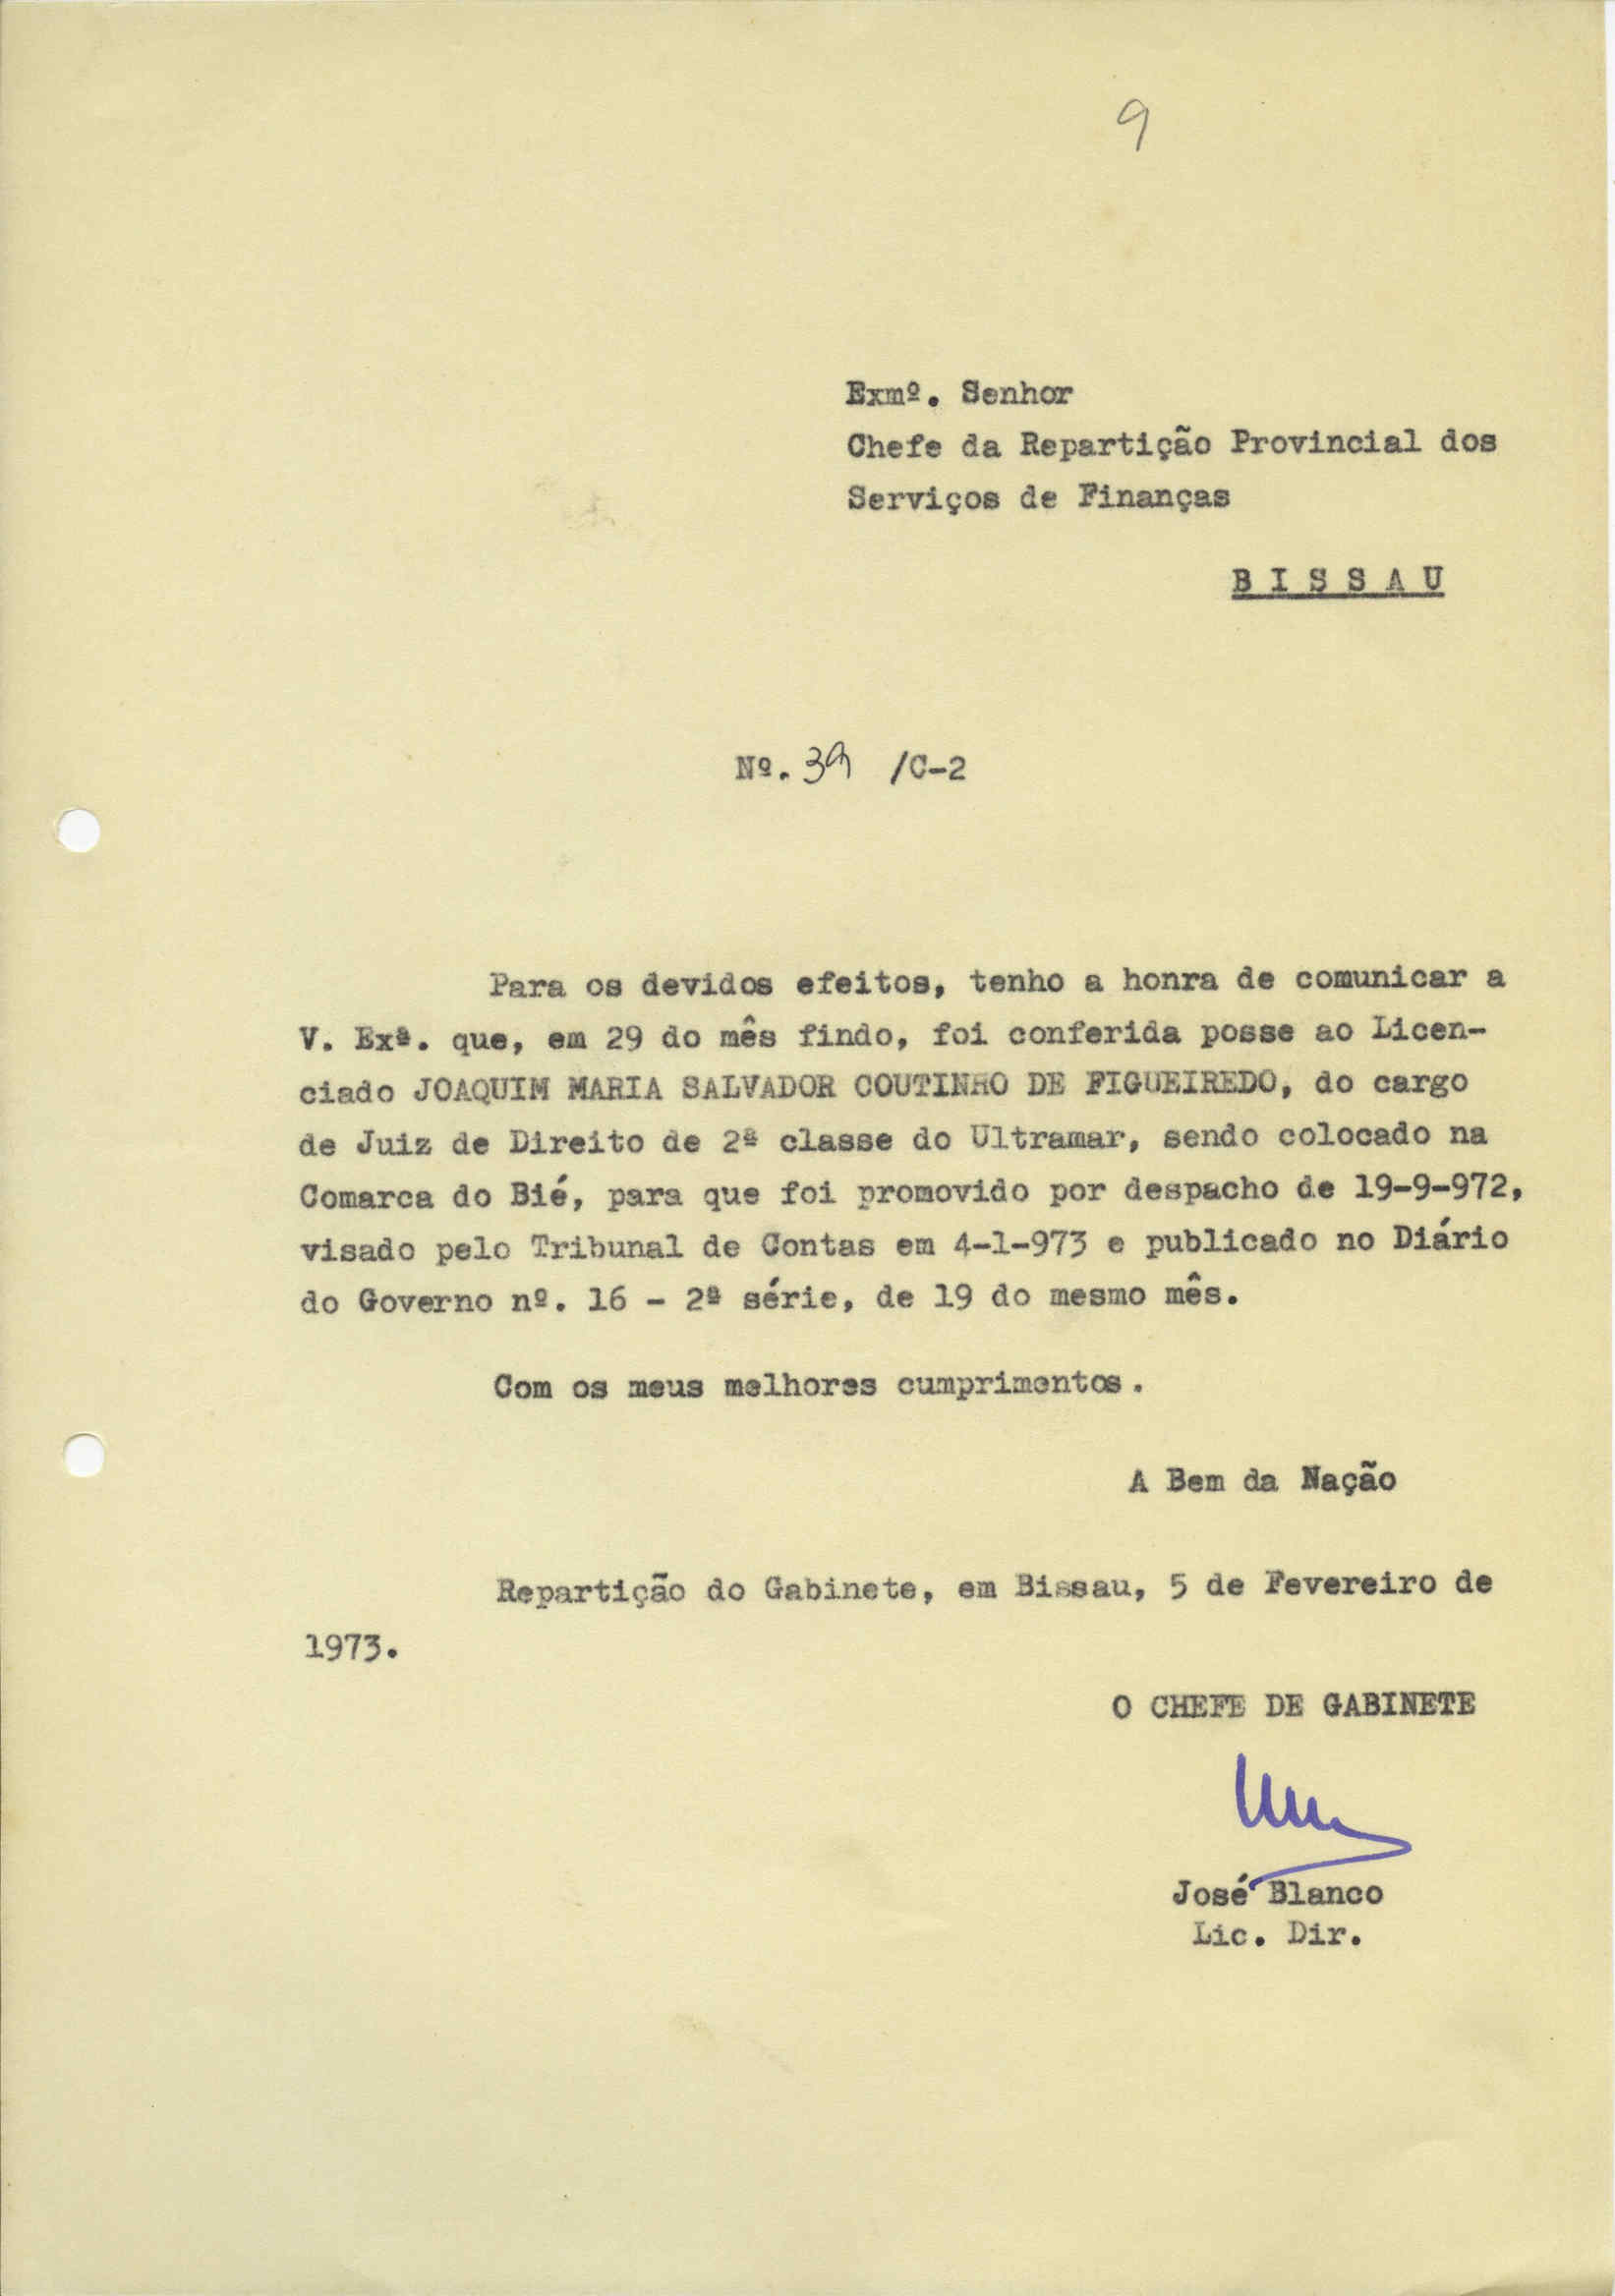 9
Exmº. Senhor
Chefe da Repartição Provincial dos
Serviços de Finanças
B I S S A U
Nº. 39 /C-2
Para os devidos efeitos, tenho a honra de comunicar a
V. Exª. que, em 29 do mês findo, foi conferida posse ao Licen-
ciado JOAQUIM MARIA SALVADOR COUTINHO DE FIGUEIREDO, do cargo
de Juiz de Direito de 2ª classe do Ultramar, sendo colocado na
Comarca do Bié, para que foi promovido por despacho de 19-9-972,
visado pelo Tribunal de Contas em 4-1-973 e publicado no Diário
do Governo nº. 16 - 2ª série, de 19 do mesmo mês.
Com os meus melhores cumprimentos.
A Bem da Nação
Repartição do Gabinete, em Bissau, 5 de Fevereiro de
1973.
O CHEFE DE GABINETE
José Blanco
Lic. Dir.